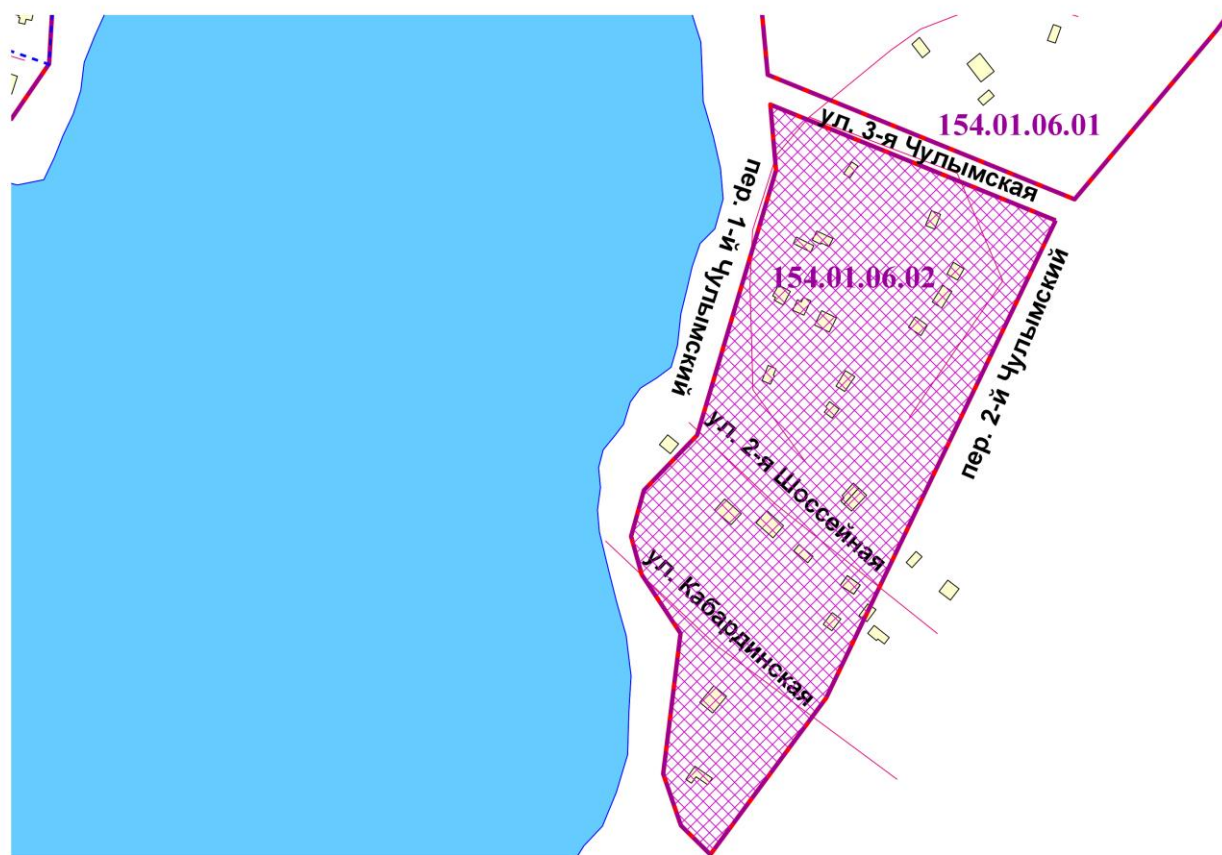 154.01.06.01
ул. 3-я Чулымская
пер. 1-й Чулымский
154.01.06.02
пер. 2-й Чулымский
ул. 2-я Шоссейная
ул. Кабардинская